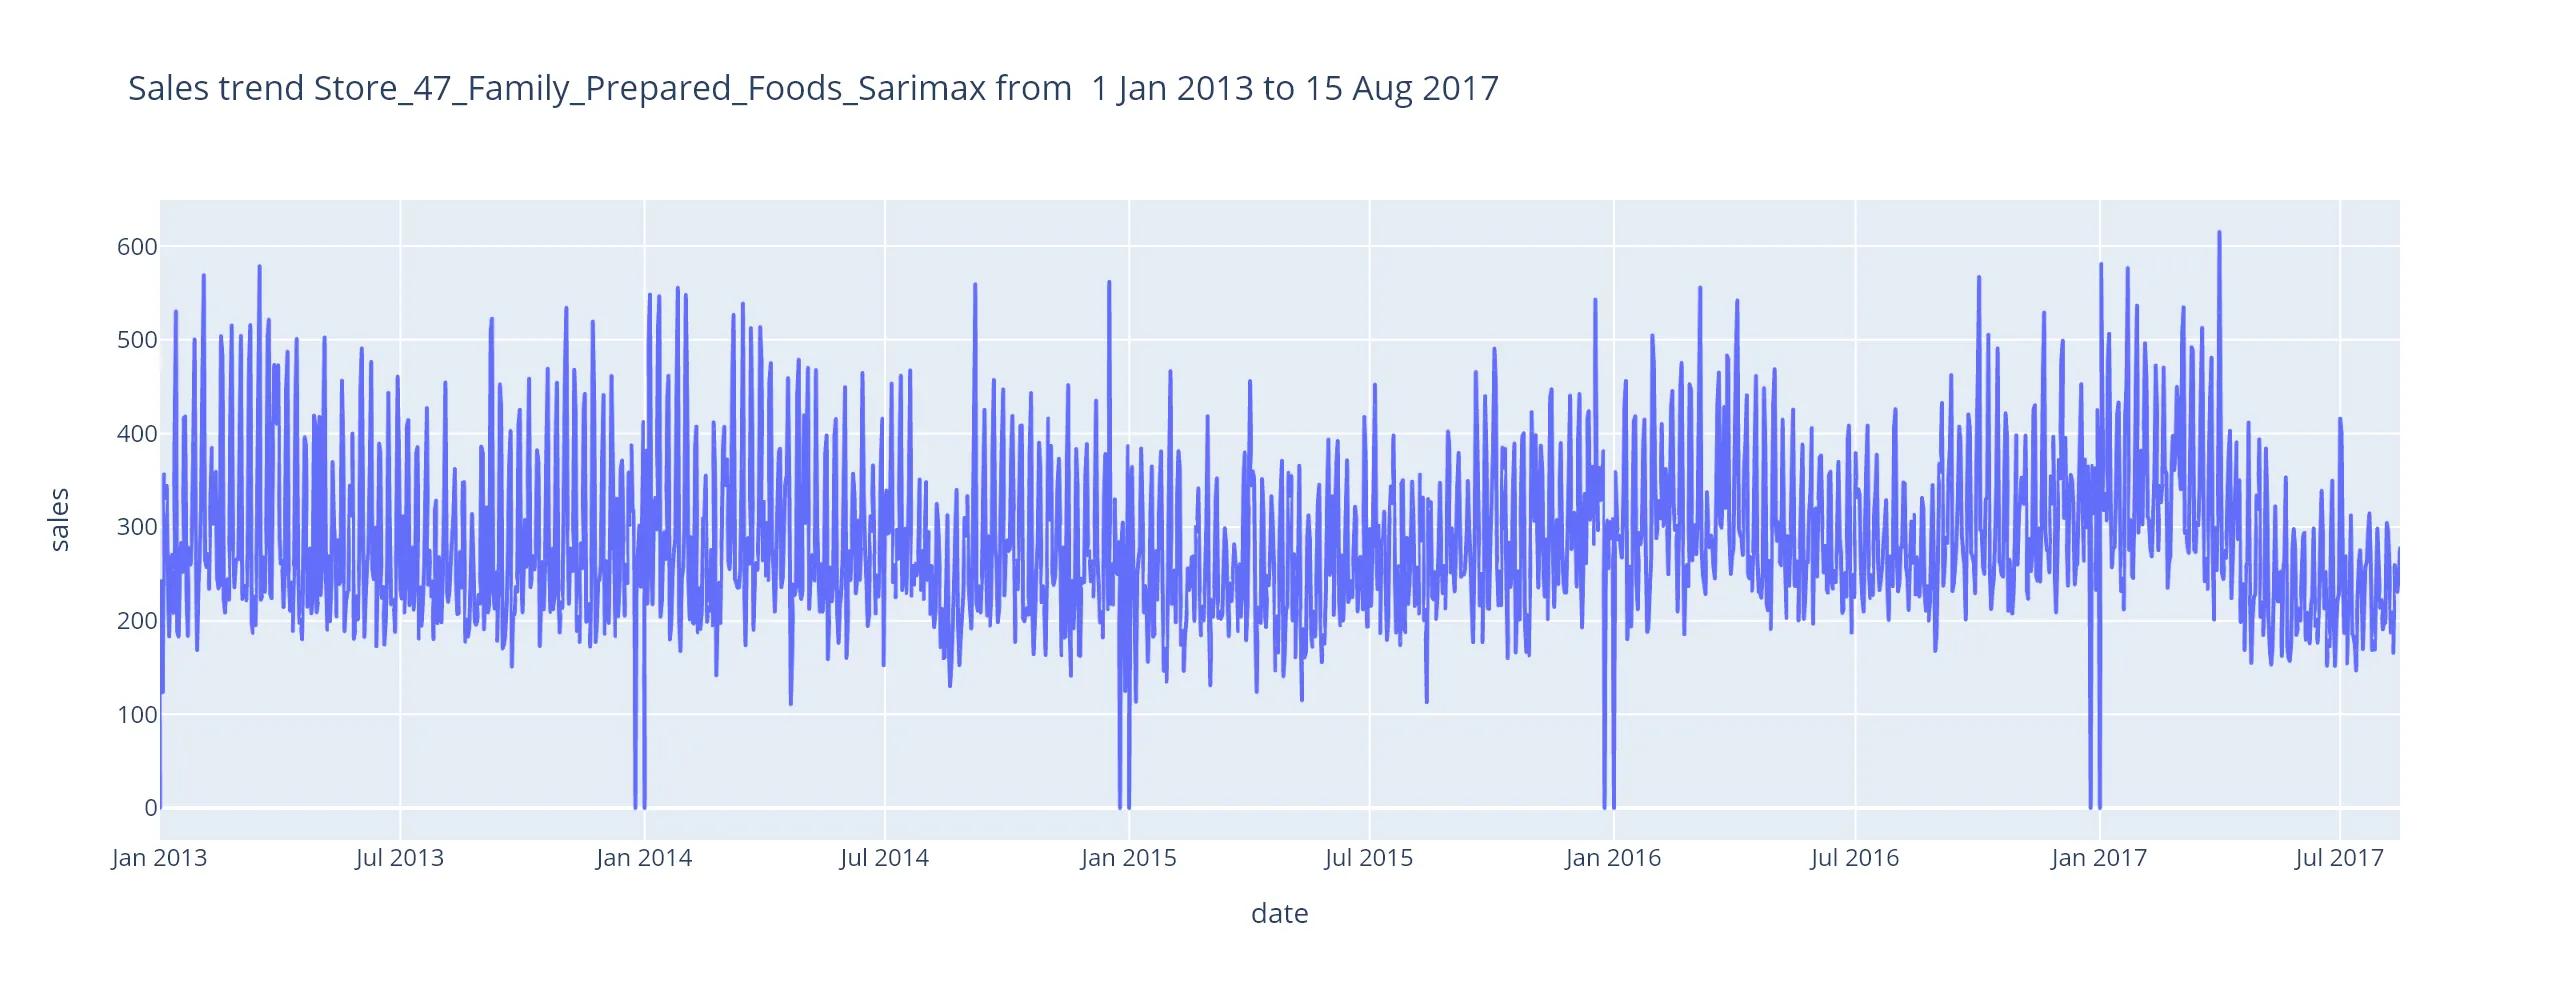 Sales trend Store_47_Family_Prepared_Foods_Sarimax from  1 Jan 2013 to 15 Aug 2017
600
500
400
300
200
100
0
sales
Jan 2013
Jul 2013
Jan 2014
Jul 2014
Jan 2015
Jul 2015
Jan 2016
Jul 2016
Jan 2017
Jul 2017
date